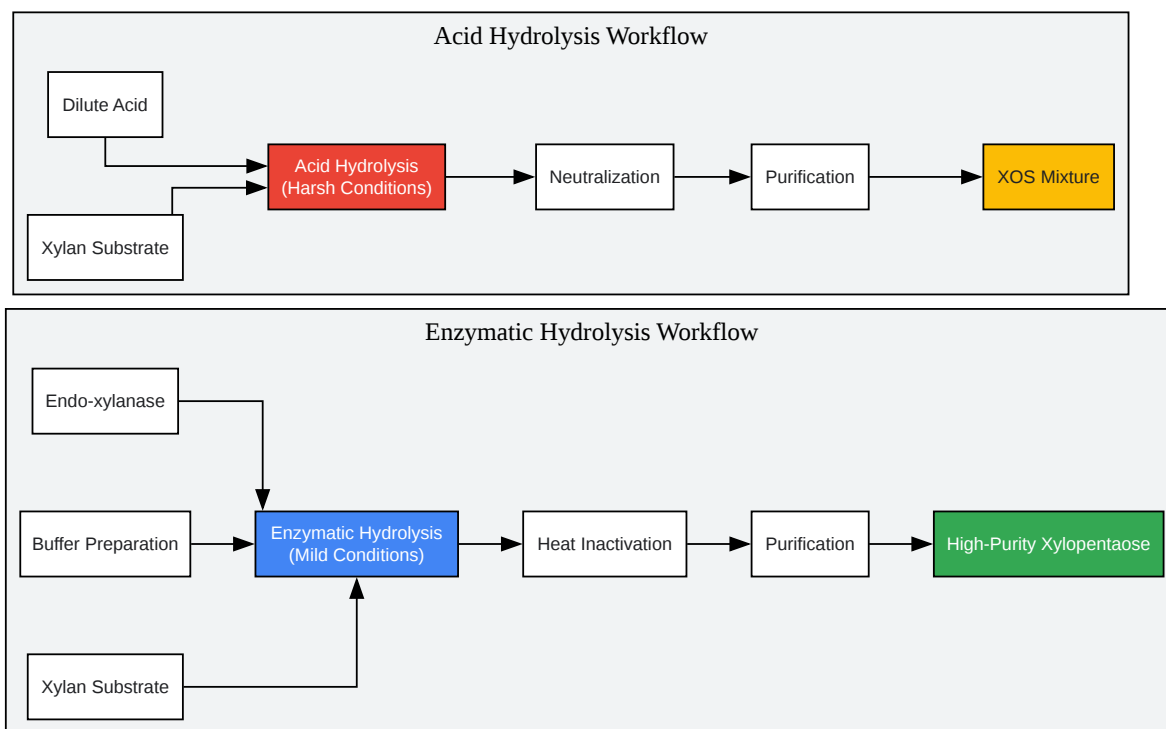 Acid Hydrolysis Workflow
Dilute Acid
Acid Hydrolysis
(Harsh Conditions)
Neutralization
Purification
XOS Mixture
Xylan Substrate
Enzymatic Hydrolysis Workflow
Endo-xylanase
Buffer Preparation
Enzymatic Hydrolysis
(Mild Conditions)
Heat Inactivation
Purification
High-Purity Xylopentaose
Xylan Substrate